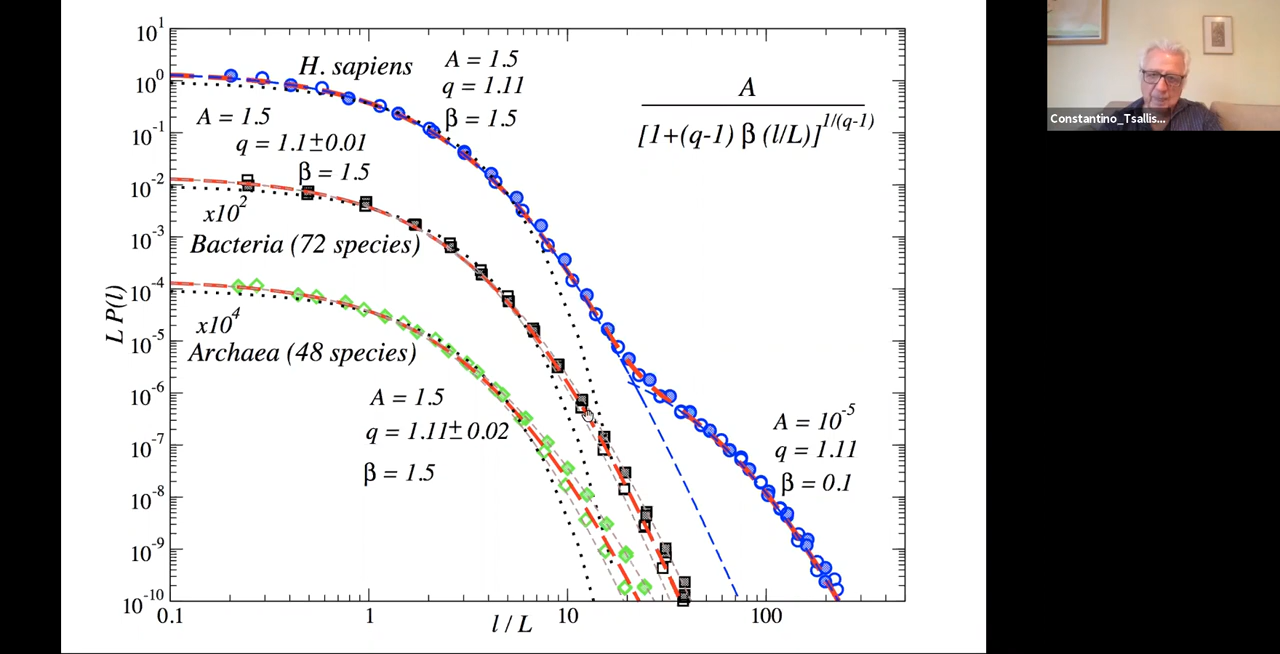 10^1
10^0
10^-1
10^-2
10^-3
10^-4
10^-5
10^-6
10^-7
10^-8
10^-9
10^-10
L P(l)
H. sapiens
A = 1.5
q = 1.11
β = 1.5
A
[1+(q-1) β (l/L)]^1/(q-1)
A = 1.5
q = 1.1±0.01
β = 1.5
x10^2
Bacteria (72 species)
x10^4
Archaea (48 species)
A = 1.5
q = 1.11± 0.02
β = 1.5
A = 10^-5
q = 1.11
β = 0.1
0.1 1 10 100
l / L
Constantino_Tsallis...